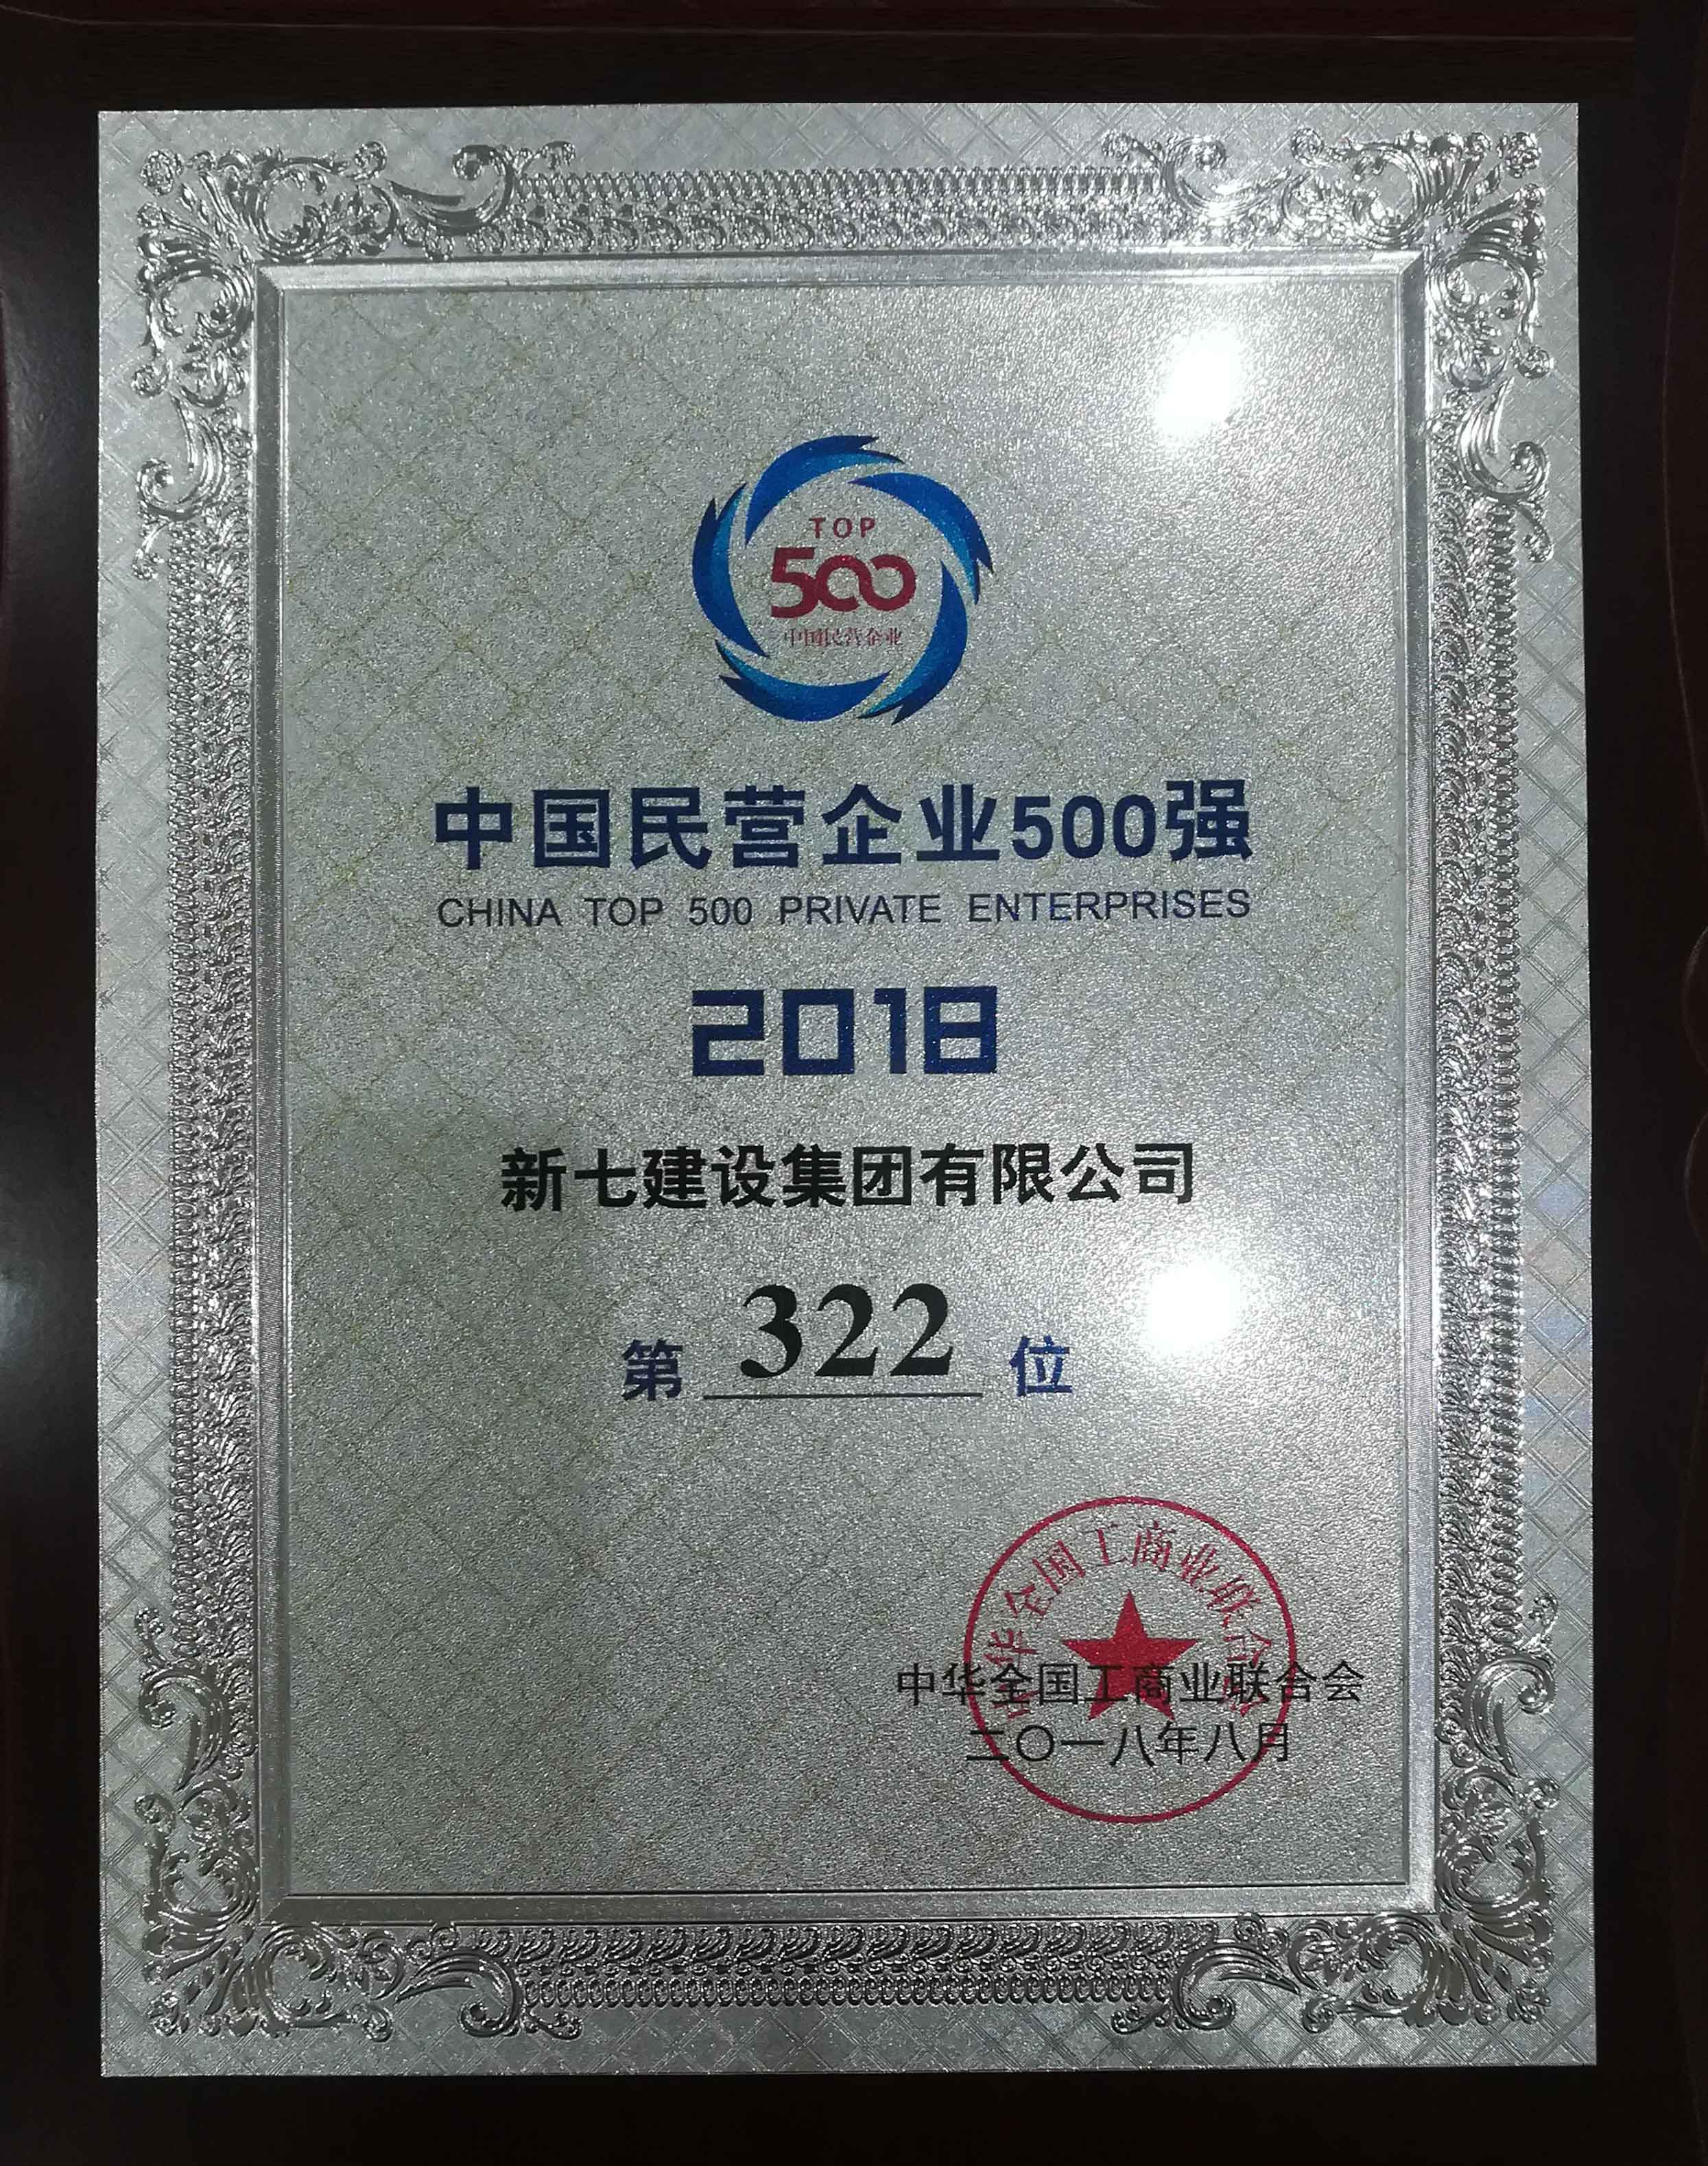 TOP
500
中国民营企业
中国民营企业500强
CHINA TOP 500 PRIVATE ENTERPRISES
2018
新七建设集团有限公司
第 322 位
中华全国工商业联合会
中华全国工商业联合会
二〇一八年八月